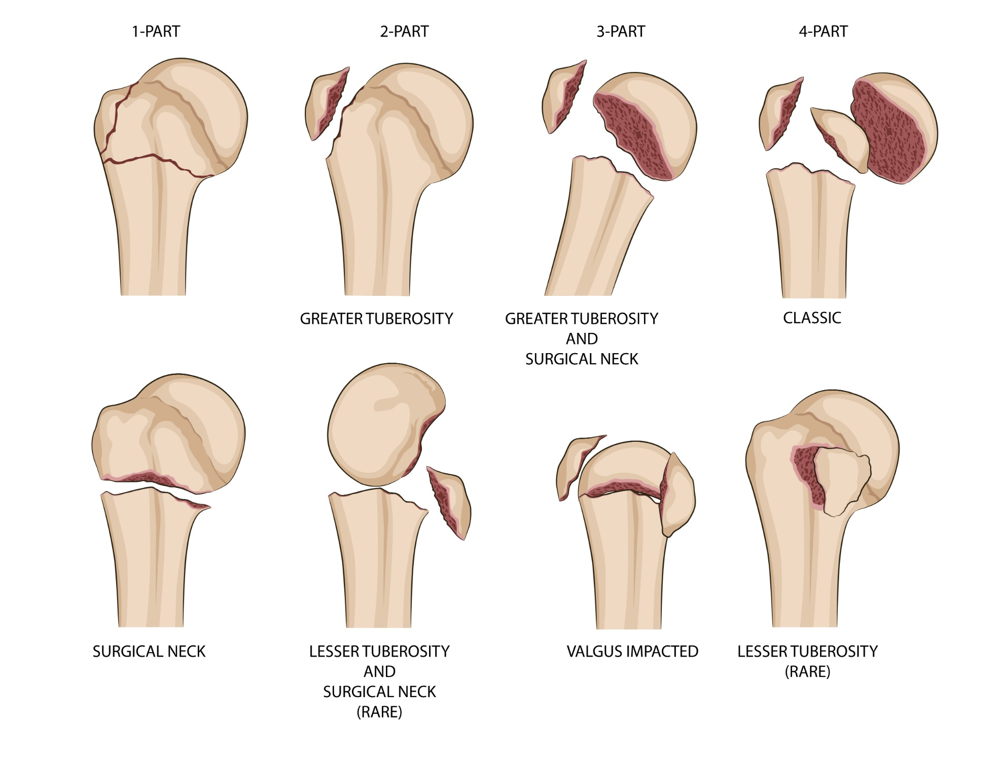 1-PART
2-PART
3-PART
4-PART
GREATER TUBEROSITY
GREATER TUBEROSITY
AND
SURGICAL NECK
CLASSIC
SURGICAL NECK
LESSER TUBEROSITY
AND
SURGICAL NECK
(RARE)
VALGUS IMPACTED
LESSER TUBEROSITY
(RARE)